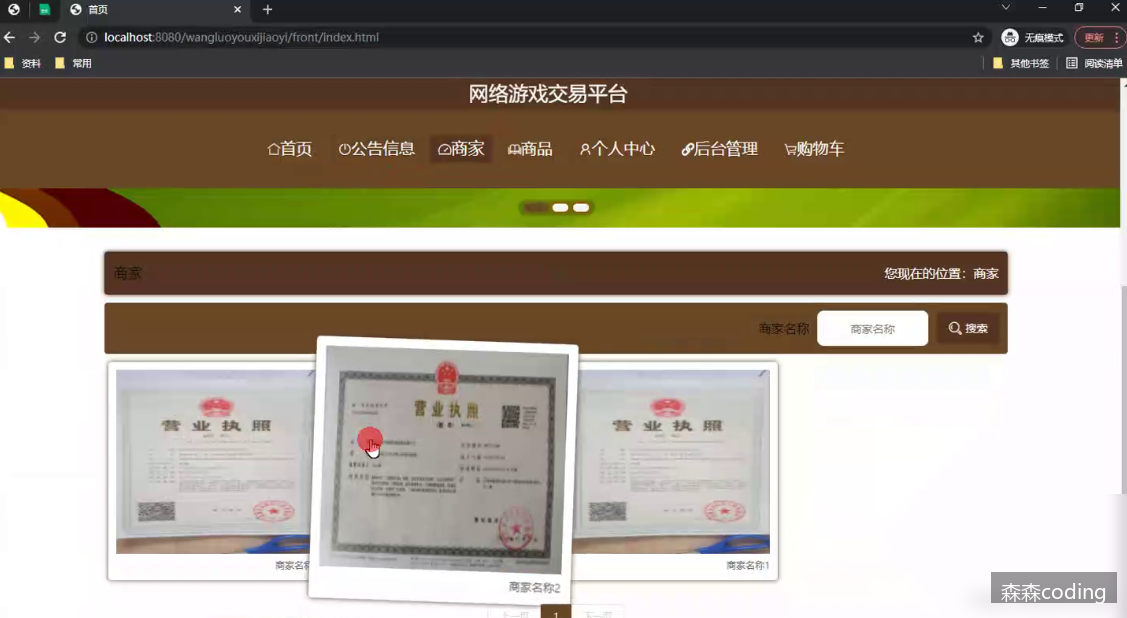 首页
localhost:8080/wangluoyouxijiaoyi/front/index.html
无痕模式
更新
资料
常用
其他书签
阅读清单
网络游戏交易平台
首页
公告信息
商家
商品
个人中心
后台管理
购物车
商家
您现在的位置：商家
商家名称
商家名称
搜索
营业执照
营业执照
营业执照
商家名称
商家名称2
商家名称1
上一页
1
下一页
森森coding